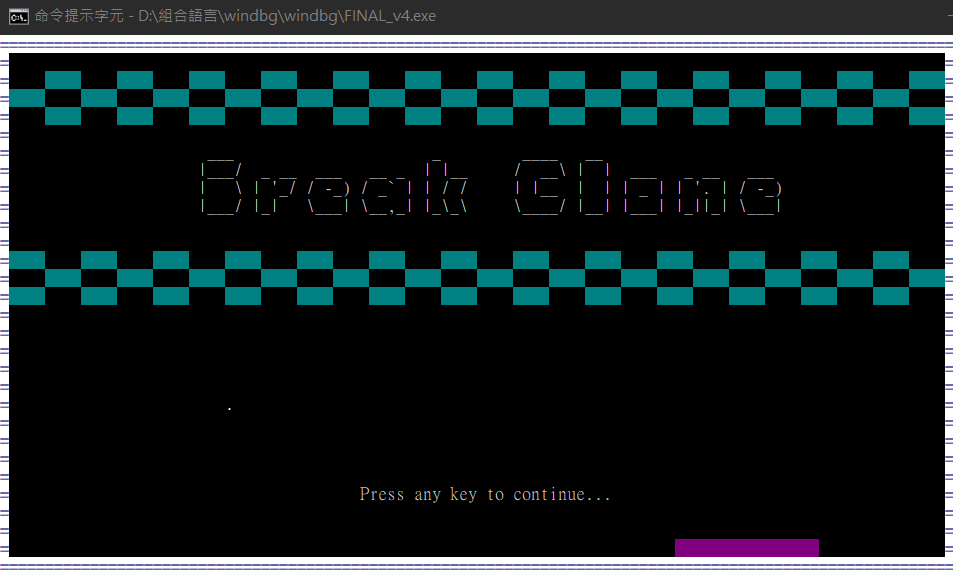 命令提示字元 - D:\組合語言\windbg\windbg\FINAL_v4.exe
Break Clone
Press any key to continue...